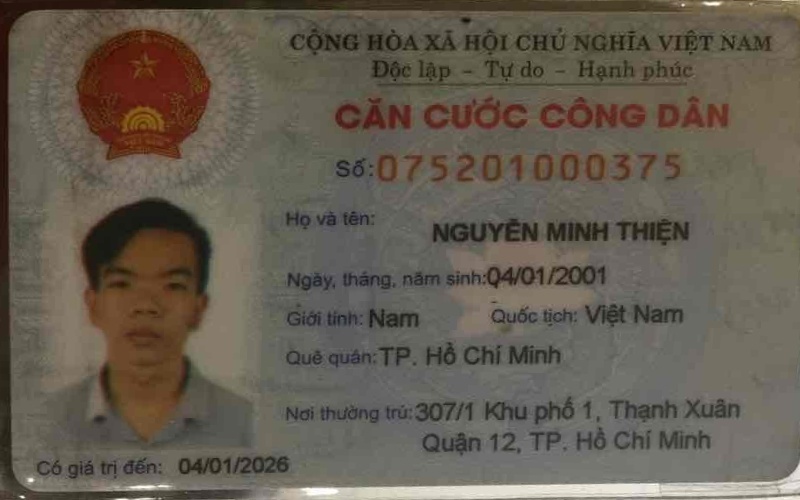 CỘNG HÒA XÃ HỘI CHỦ NGHĨA VIỆT NAM
Độc lập - Tự do - Hạnh phúc
CĂN CƯỚC CÔNG DÂN
Số: 075201000375
Họ và tên: NGUYỄN MINH THIỆN
Ngày, tháng, năm sinh: 04/01/2001
Giới tính: Nam Quốc tịch: Việt Nam
Quê quán: TP. Hồ Chí Minh
Nơi thường trú: 307/1 Khu phố 1, Thạnh Xuân
Quận 12, TP. Hồ Chí Minh
Có giá trị đến: 04/01/2026